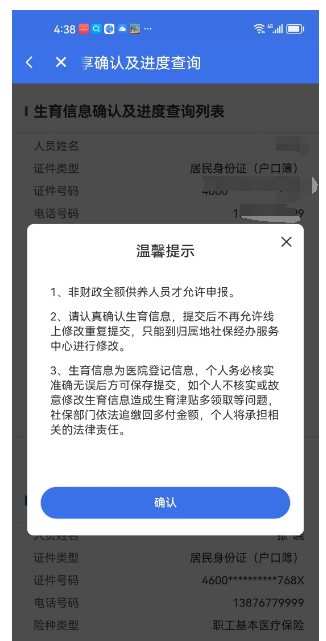 4:38
享确认及进度查询
生育信息确认及进度查询列表
人员姓名
证件类型 居民身份证（户口簿）
证件号码 4600
电话号码 1 9
温馨提示
1、非财政全额供养人员才允许申报。
2、请认真确认生育信息，提交后不再允许线
上修改重复提交，只能到归属地社保经办服务
中心进行修改。
3、生育信息为医院登记信息，个人务必核实
准确无误后方可保存提交，如个人不核实或故
意修改生育信息造成生育津贴多领取等问题，
社保部门依法追缴回多付金额，个人将承担相
关的法律责任。
确认
人员姓名
证件类型 居民身份证（户口簿）
证件号码 4600**********768X
电话号码 13876779999
险种类型 职工基本医疗保险